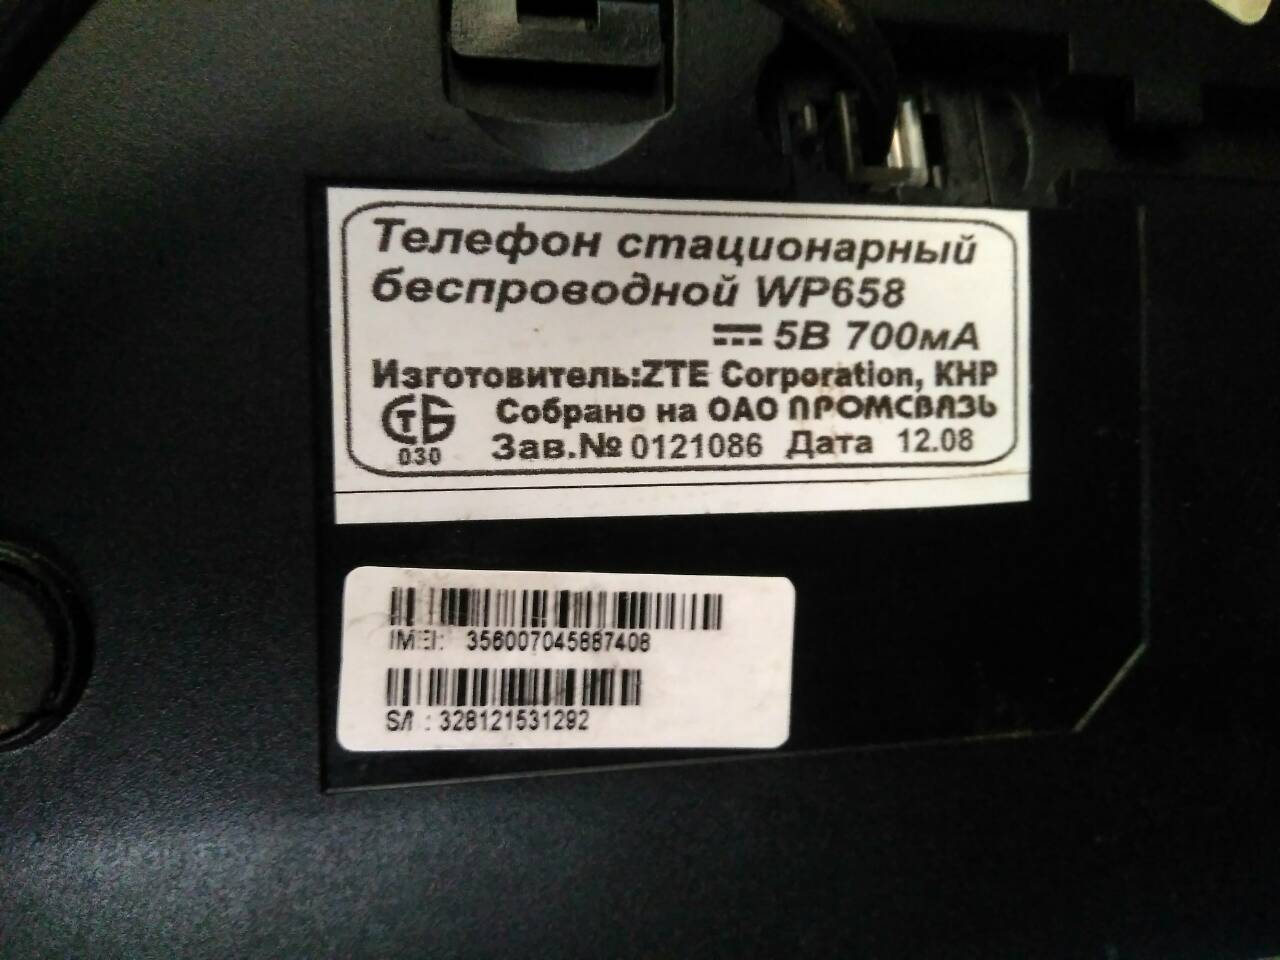 Телефон стационарный
беспроводной WP658
5В 700мА
Изготовитель:ZTE Corporation, КНР
СТБ Собрано на ОАО ПРОМСВЯЗЬ
030 Зав.№ 0121086 Дата 12.08
IMEI: 356007045887408
S/N: 328121531292